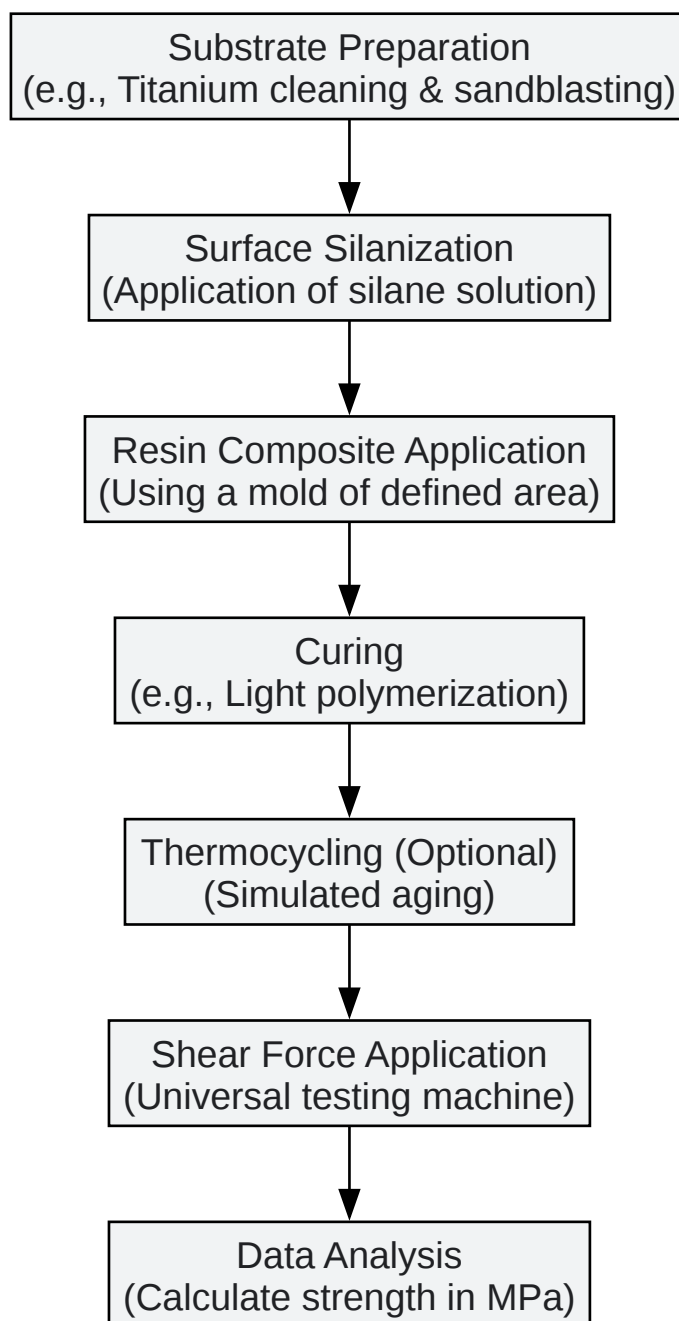 Substrate Preparation
(e.g., Titanium cleaning & sandblasting)
Surface Silanization
(Application of silane solution)
Resin Composite Application
(Using a mold of defined area)
Curing
(e.g., Light polymerization)
Thermocycling (Optional)
(Simulated aging)
Shear Force Application
(Universal testing machine)
Data Analysis
(Calculate strength in MPa)